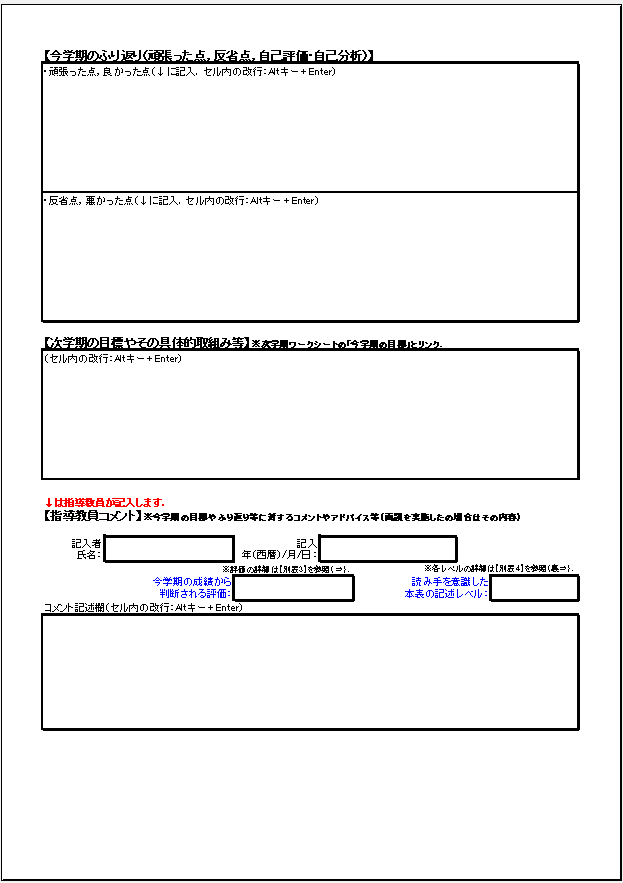 【今学期のふり返り（頑張った点，反省点，自己評価・自己分析）】
・頑張った点，良かった点（↓に記入．セル内の改行：Altキー＋Enter）
・反省点，悪かった点（↓に記入．セル内の改行：Altキー＋Enter）
【次学期の目標やその具体的取組み等】※次学期ワークシートの「今学期の目標」とリンク．
（セル内の改行：Altキー＋Enter）
↓は指導教員が記入します．
【指導教員コメント】※今学期の目標やふり返り等に対するコメントやアドバイス等（面談を実施したの場合はその内容）
記入者
氏名：
記入
年（西暦）/月/日：
※評価の詳細は【別表3】を参照（⇒）．
※各レベルの詳細は【別表4】を参照（裏⇒）．
今学期の成績から
判断される評価：
読み手を意識した
本表の記述レベル：
コメント記述欄（セル内の改行：Altキー＋Enter）